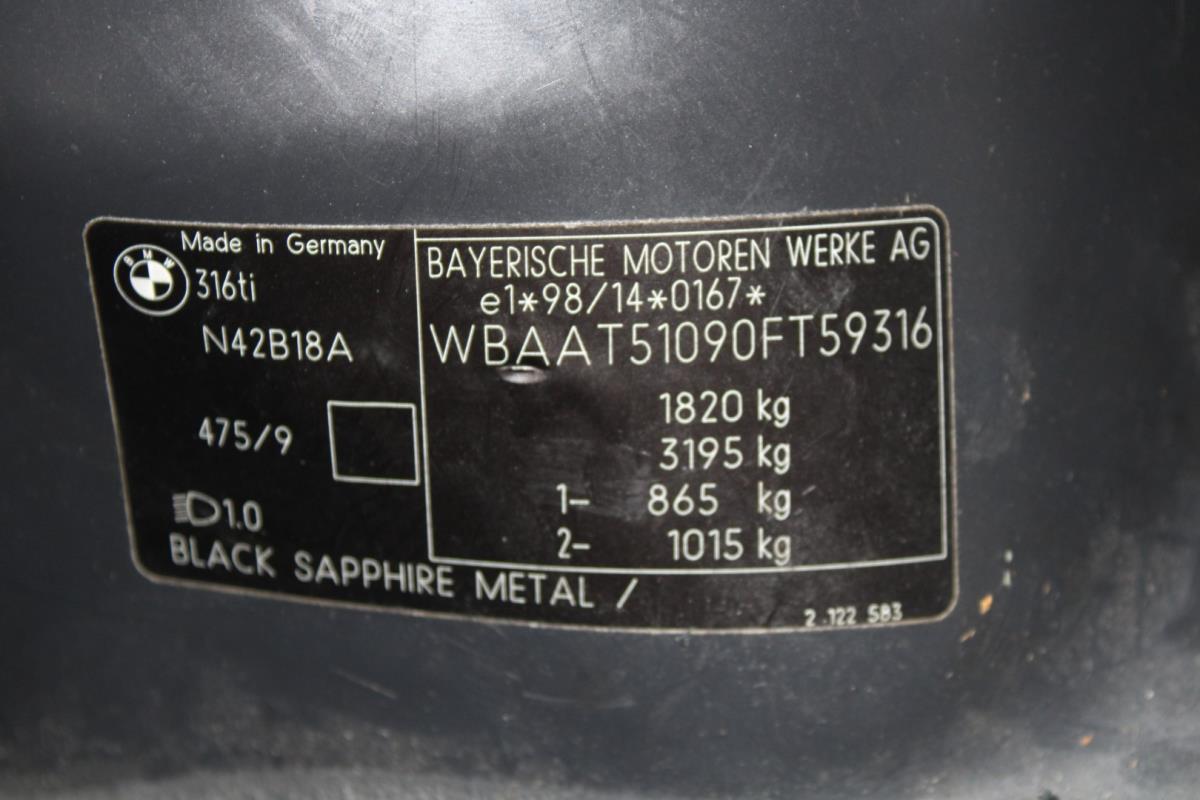 Made in Germany
BMW
316ti
N42B18A
475/9
1.0
BLACK SAPPHIRE METAL /
BAYERISCHE MOTOREN WERKE AG
e1*98/14*0167*
WBAAT51090FT59316
1820 kg
3195 kg
1- 865 kg
2- 1015 kg
2 122 583